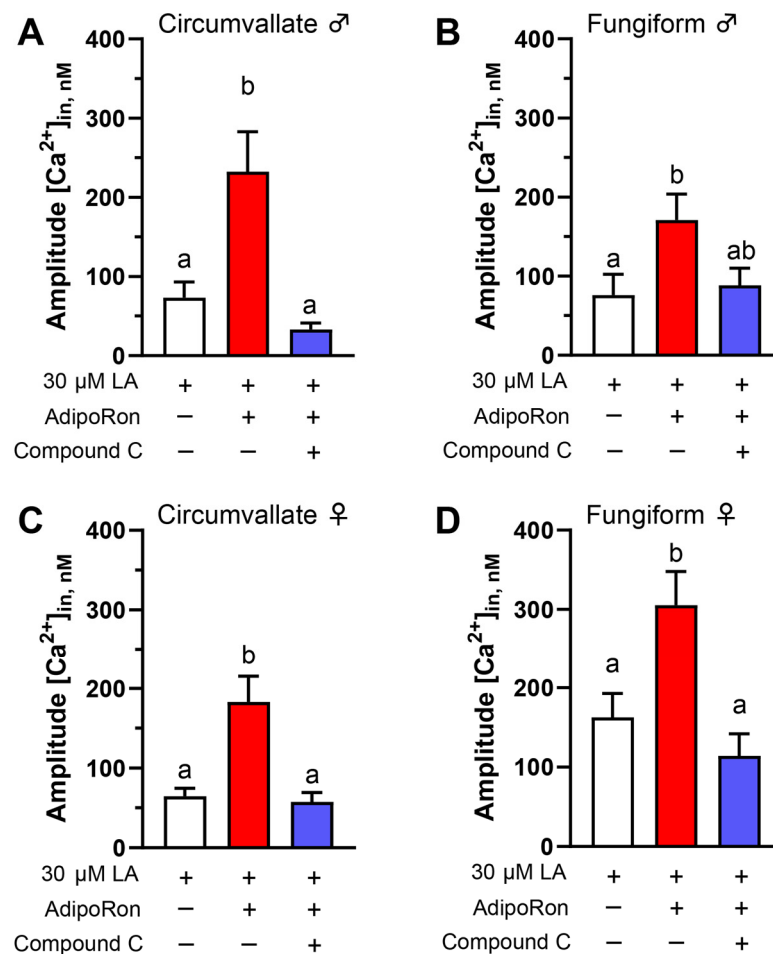 A Circumvallate ♂
Amplitude [Ca²⁺]in, nM
400
300
200
100
0
a
b
a
30 µM LA + + +
AdipoRon – + +
Compound C – – +
B Fungiform ♂
Amplitude [Ca²⁺]in, nM
400
300
200
100
0
a
b
ab
30 µM LA + + +
AdipoRon – + +
Compound C – – +
C Circumvallate ♀
Amplitude [Ca²⁺]in, nM
400
300
200
100
0
a
b
a
30 µM LA + + +
AdipoRon – + +
Compound C – – +
D Fungiform ♀
Amplitude [Ca²⁺]in, nM
400
300
200
100
0
a
b
a
30 µM LA + + +
AdipoRon – + +
Compound C – – +